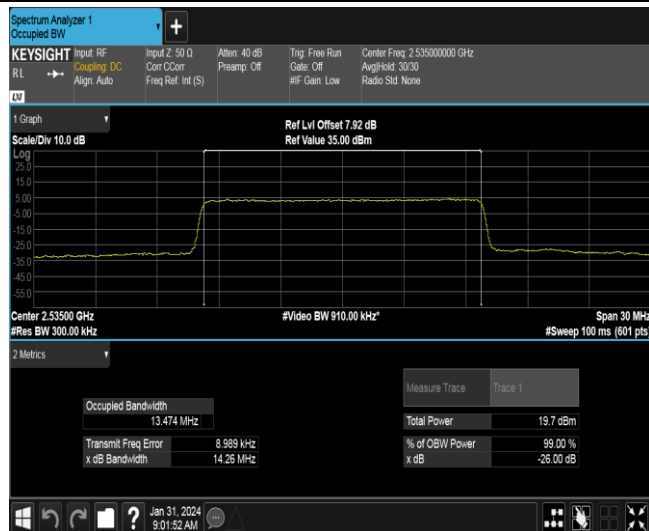 Spectrum Analyzer 1
Occupied BW
+
KEYSIGHT
RL
Input: RF
Coupling: DC
Align: Auto
Input Z: 50 Ω
Corr CCorr
Freq Ref: Int (S)
Atten: 40 dB
Preamp: Off
Trig: Free Run
Gate: Off
#IF Gain: Low
Center Freq: 2.535000000 GHz
Avg|Hold: 30/30
Radio Std: None
LXI
1 Graph
Scale/Div 10.0 dB
Ref Lvl Offset 7.92 dB
Ref Value 35.00 dBm
Log
25.0
15.0
5.00
-5.00
-15.0
-25.0
-35.0
-45.0
-55.0
Center 2.53500 GHz
#Video BW 910.00 kHz*
Span 30 MHz
#Res BW 300.00 kHz
#Sweep 100 ms (601 pts)
2 Metrics
Measure Trace Trace 1
Occupied Bandwidth
13.474 MHz
Total Power 19.7 dBm
Transmit Freq Error 8.989 kHz
% of OBW Power 99.00 %
x dB Bandwidth 14.26 MHz
x dB -26.00 dB
?
Jan 31, 2024
9:01:52 AM